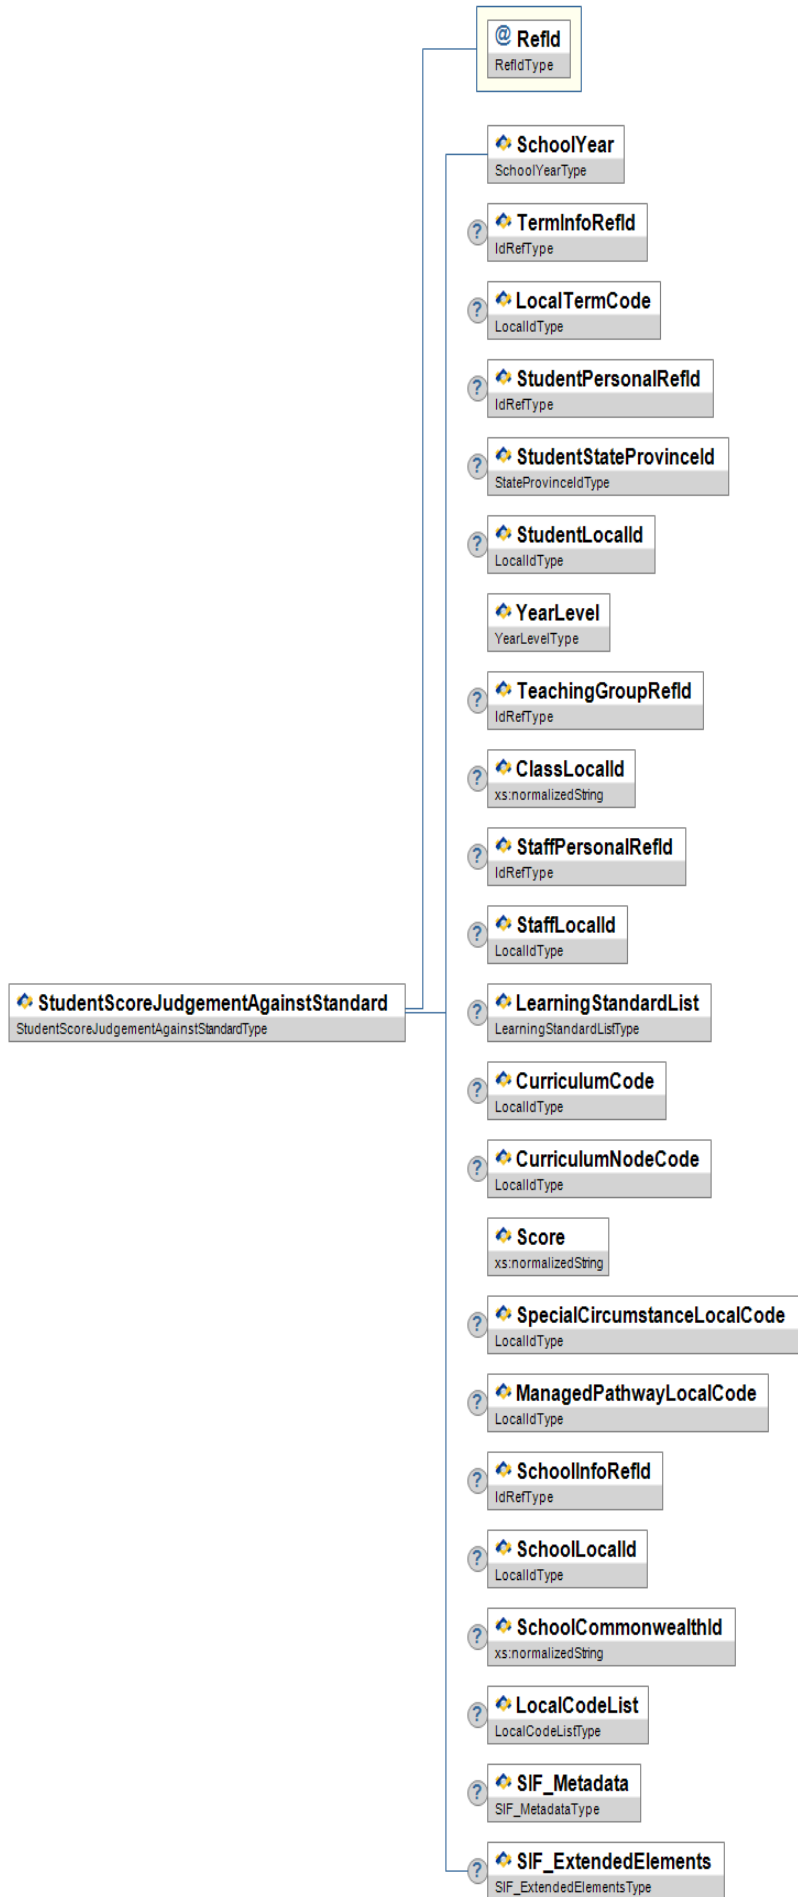 @ RefId
RefIdType
SchoolYear
SchoolYearType
? TermInfoRefId
IdRefType
? LocalTermCode
LocalIdType
? StudentPersonalRefId
IdRefType
? StudentStateProvinceId
StateProvinceIdType
? StudentLocalId
LocalIdType
YearLevel
YearLevelType
? TeachingGroupRefId
IdRefType
? ClassLocalId
xs:normalizedString
? StaffPersonalRefId
IdRefType
? StaffLocalId
LocalIdType
StudentScoreJudgementAgainstStandard
StudentScoreJudgementAgainstStandardType
? LearningStandardList
LearningStandardListType
? CurriculumCode
LocalIdType
? CurriculumNodeCode
LocalIdType
Score
xs:normalizedString
? SpecialCircumstanceLocalCode
LocalIdType
? ManagedPathwayLocalCode
LocalIdType
? SchoolInfoRefId
IdRefType
? SchoolLocalId
LocalIdType
? SchoolCommonwealthId
xs:normalizedString
? LocalCodeList
LocalCodeListType
? SIF_Metadata
SIF_MetadataType
? SIF_ExtendedElements
SIF_ExtendedElementsType